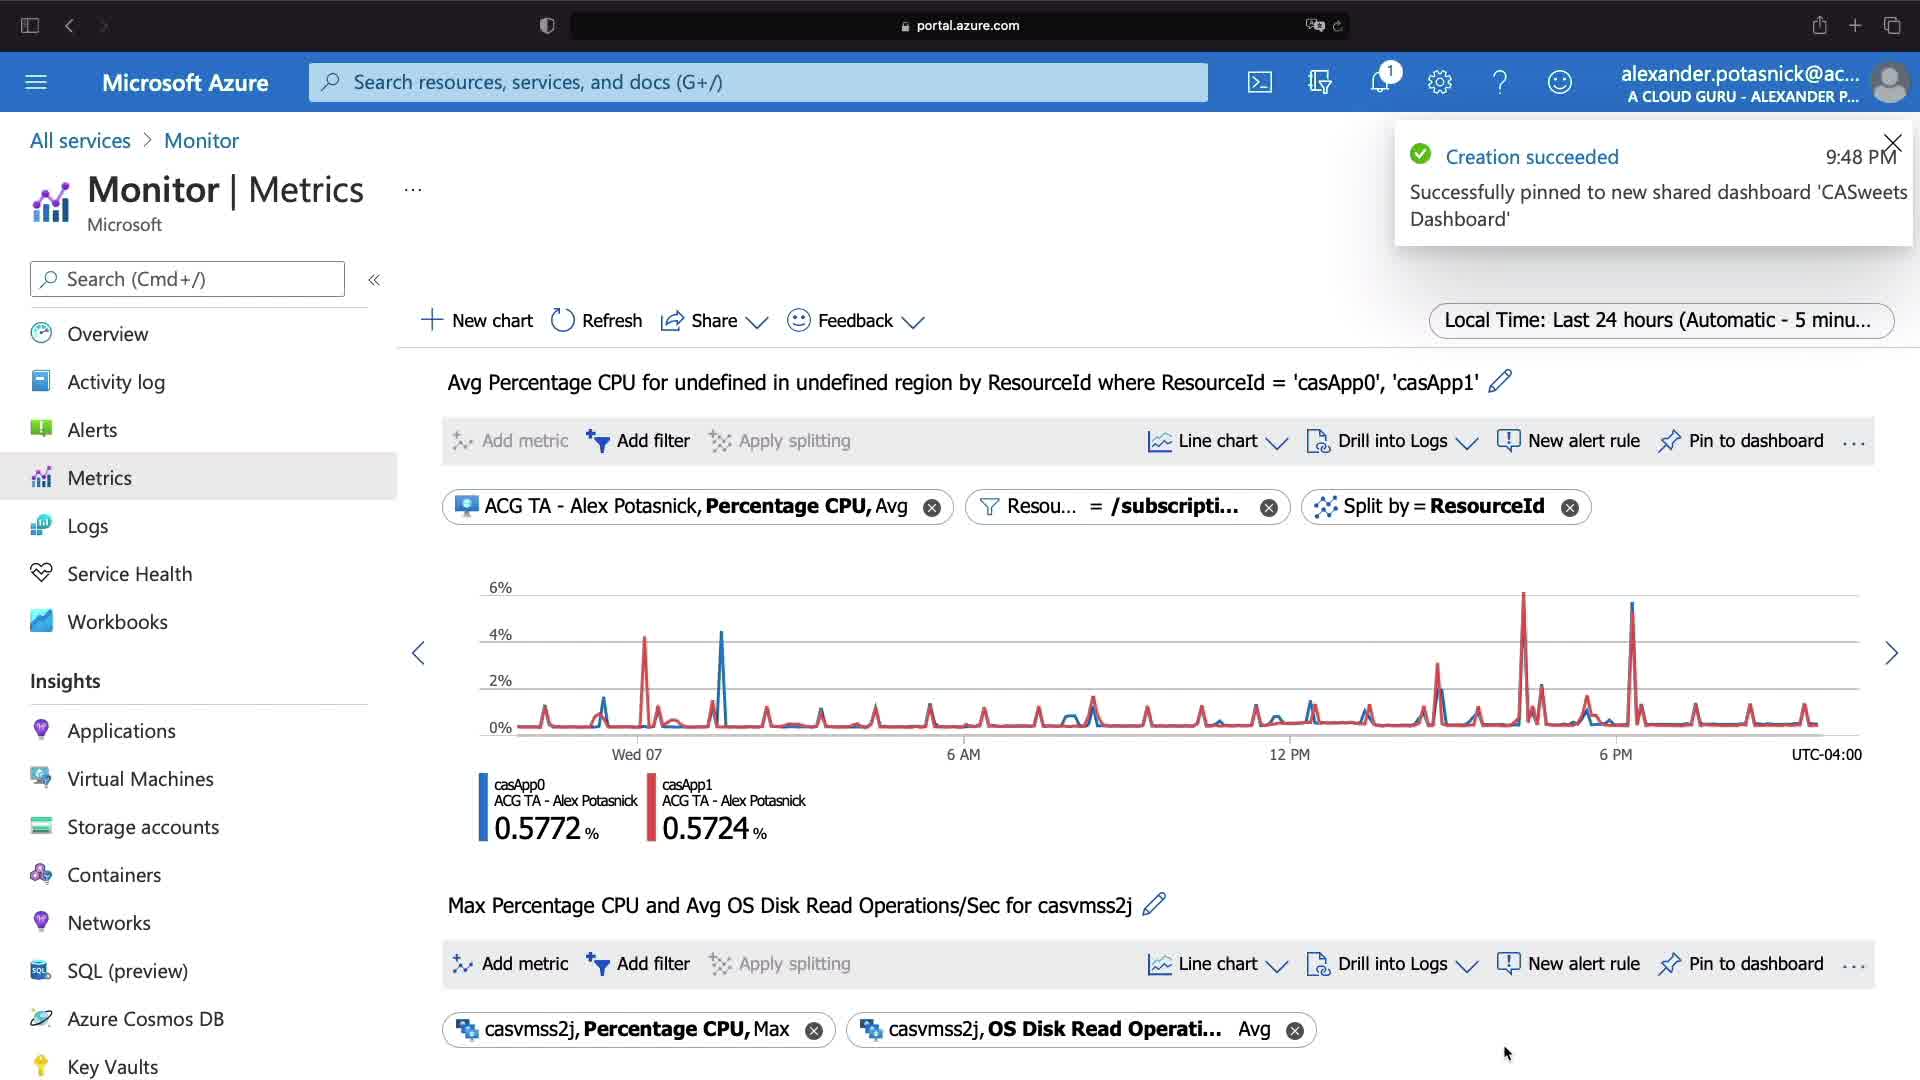 portal.azure.com
Microsoft Azure
Search resources, services, and docs (G+/)
1
alexander.potasnick@ac...
A CLOUD GURU - ALEXANDER P...
All services > Monitor
Creation succeeded
9:48 PM
Successfully pinned to new shared dashboard 'CASweets
Dashboard'
Monitor | Metrics ...
Microsoft
Search (Cmd+/)
«
Overview
Activity log
Alerts
Metrics
Logs
Service Health
Workbooks
Insights
Applications
Virtual Machines
Storage accounts
Containers
Networks
SQL (preview)
Azure Cosmos DB
Key Vaults
New chart Refresh Share Feedback
Local Time: Last 24 hours (Automatic - 5 minu...
Avg Percentage CPU for undefined in undefined region by ResourceId where ResourceId = 'casApp0', 'casApp1'
Add metric Add filter Apply splitting Line chart Drill into Logs New alert rule Pin to dashboard ...
ACG TA - Alex Potasnick, Percentage CPU, Avg
Resou... = /subscripti...
Split by = ResourceId
6%
4%
2%
0%
Wed 07 6 AM 12 PM 6 PM UTC-04:00
casApp0
ACG TA - Alex Potasnick
0.5772 %
casApp1
ACG TA - Alex Potasnick
0.5724 %
Max Percentage CPU and Avg OS Disk Read Operations/Sec for casvmss2j
Add metric Add filter Apply splitting Line chart Drill into Logs New alert rule Pin to dashboard ...
casvmss2j, Percentage CPU, Max
casvmss2j, OS Disk Read Operati... Avg